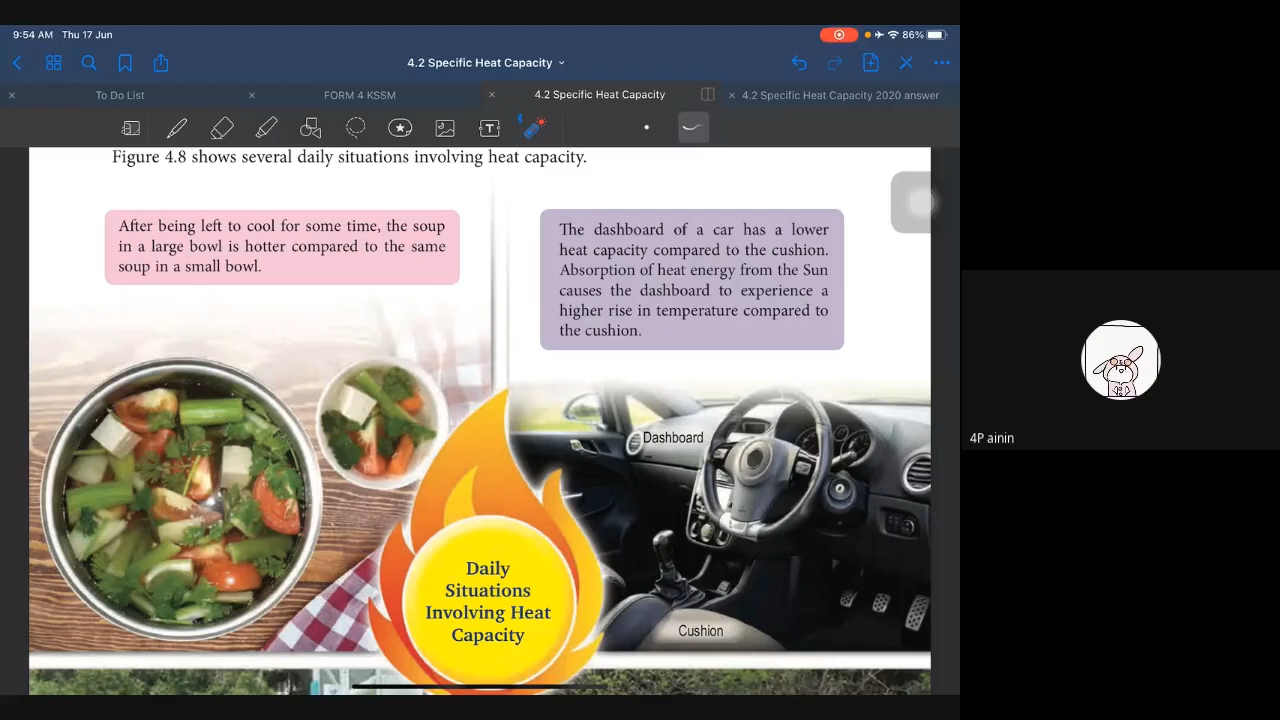 9:54 AM Thu 17 Jun
86%
4.2 Specific Heat Capacity
To Do List
FORM 4 KSSM
4.2 Specific Heat Capacity
4.2 Specific Heat Capacity 2020 answer
Figure 4.8 shows several daily situations involving heat capacity.
After being left to cool for some time, the soup
in a large bowl is hotter compared to the same
soup in a small bowl.
The dashboard of a car has a lower
heat capacity compared to the cushion.
Absorption of heat energy from the Sun
causes the dashboard to experience a
higher rise in temperature compared to
the cushion.
Dashboard
Daily
Situations
Involving Heat
Capacity
Cushion
4P ainin